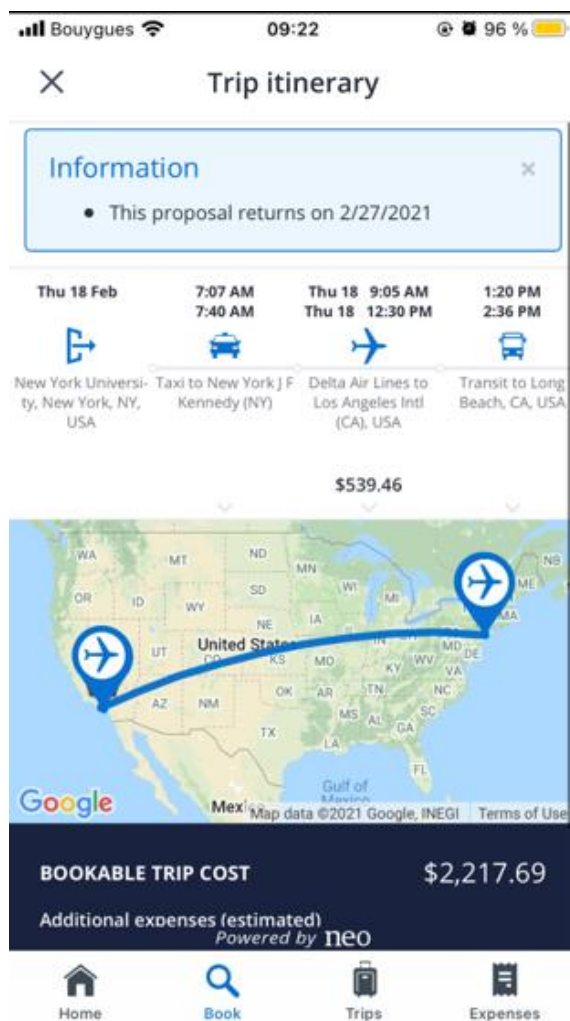 Bouygues 09:22 96 %
Trip itinerary
Information
• This proposal returns on 2/27/2021
Thu 18 Feb
7:07 AM
7:40 AM
Thu 18 9:05 AM
Thu 18 12:30 PM
1:20 PM
2:36 PM
New York Universi-
ty, New York, NY,
USA
Taxi to New York J F
Kennedy (NY)
Delta Air Lines to
Los Angeles Intl
(CA), USA
Transit to Long
Beach, CA, USA
$539.46
WA
MT
ND
MN
NB
OR
ID
WY
SD
WI
MI
ME
MA
NE
IA
United States
UT
CO
KS
MO
IN
OH
KY
WV
VA
MD
DE
AZ
NM
OK
AR
TN
NC
TX
MS
AL
GA
SC
LA
FL
Gulf of
Mexico
Mexico
Google
Map data ©2021 Google, INEGI
Terms of Use
BOOKABLE TRIP COST $2,217.69
Additional expenses (estimated)
Powered by neo
Home
Book
Trips
Expenses